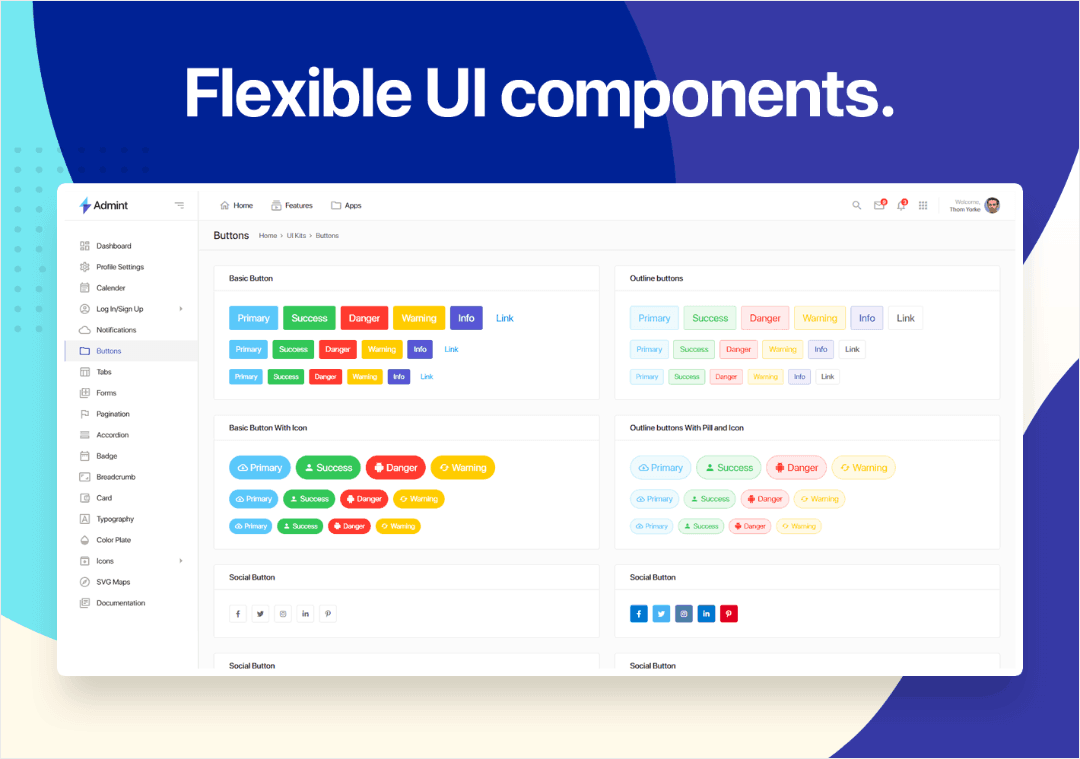 Flexible UI components.
Admint
Home Features Apps
Welcome,
Thom Yorke
Buttons Home > UI Kits > Buttons
Dashboard
Profile Settings
Calender
Log In/Sign Up
Notifications
Buttons
Tabs
Forms
Pagination
Accordion
Badge
Breadcrumb
Card
Typography
Color Plate
Icons
SVG Maps
Documentation
Basic Button
Primary Success Danger Warning Info Link
Primary Success Danger Warning Info Link
Primary Success Danger Warning Info Link
Outline buttons
Primary Success Danger Warning Info Link
Primary Success Danger Warning Info Link
Primary Success Danger Warning Info Link
Basic Button With Icon
Primary Success Danger Warning
Primary Success Danger Warning
Primary Success Danger Warning
Outline buttons With Pill and Icon
Primary Success Danger Warning
Primary Success Danger Warning
Primary Success Danger Warning
Social Button
Social Button
Social Button
Social Button